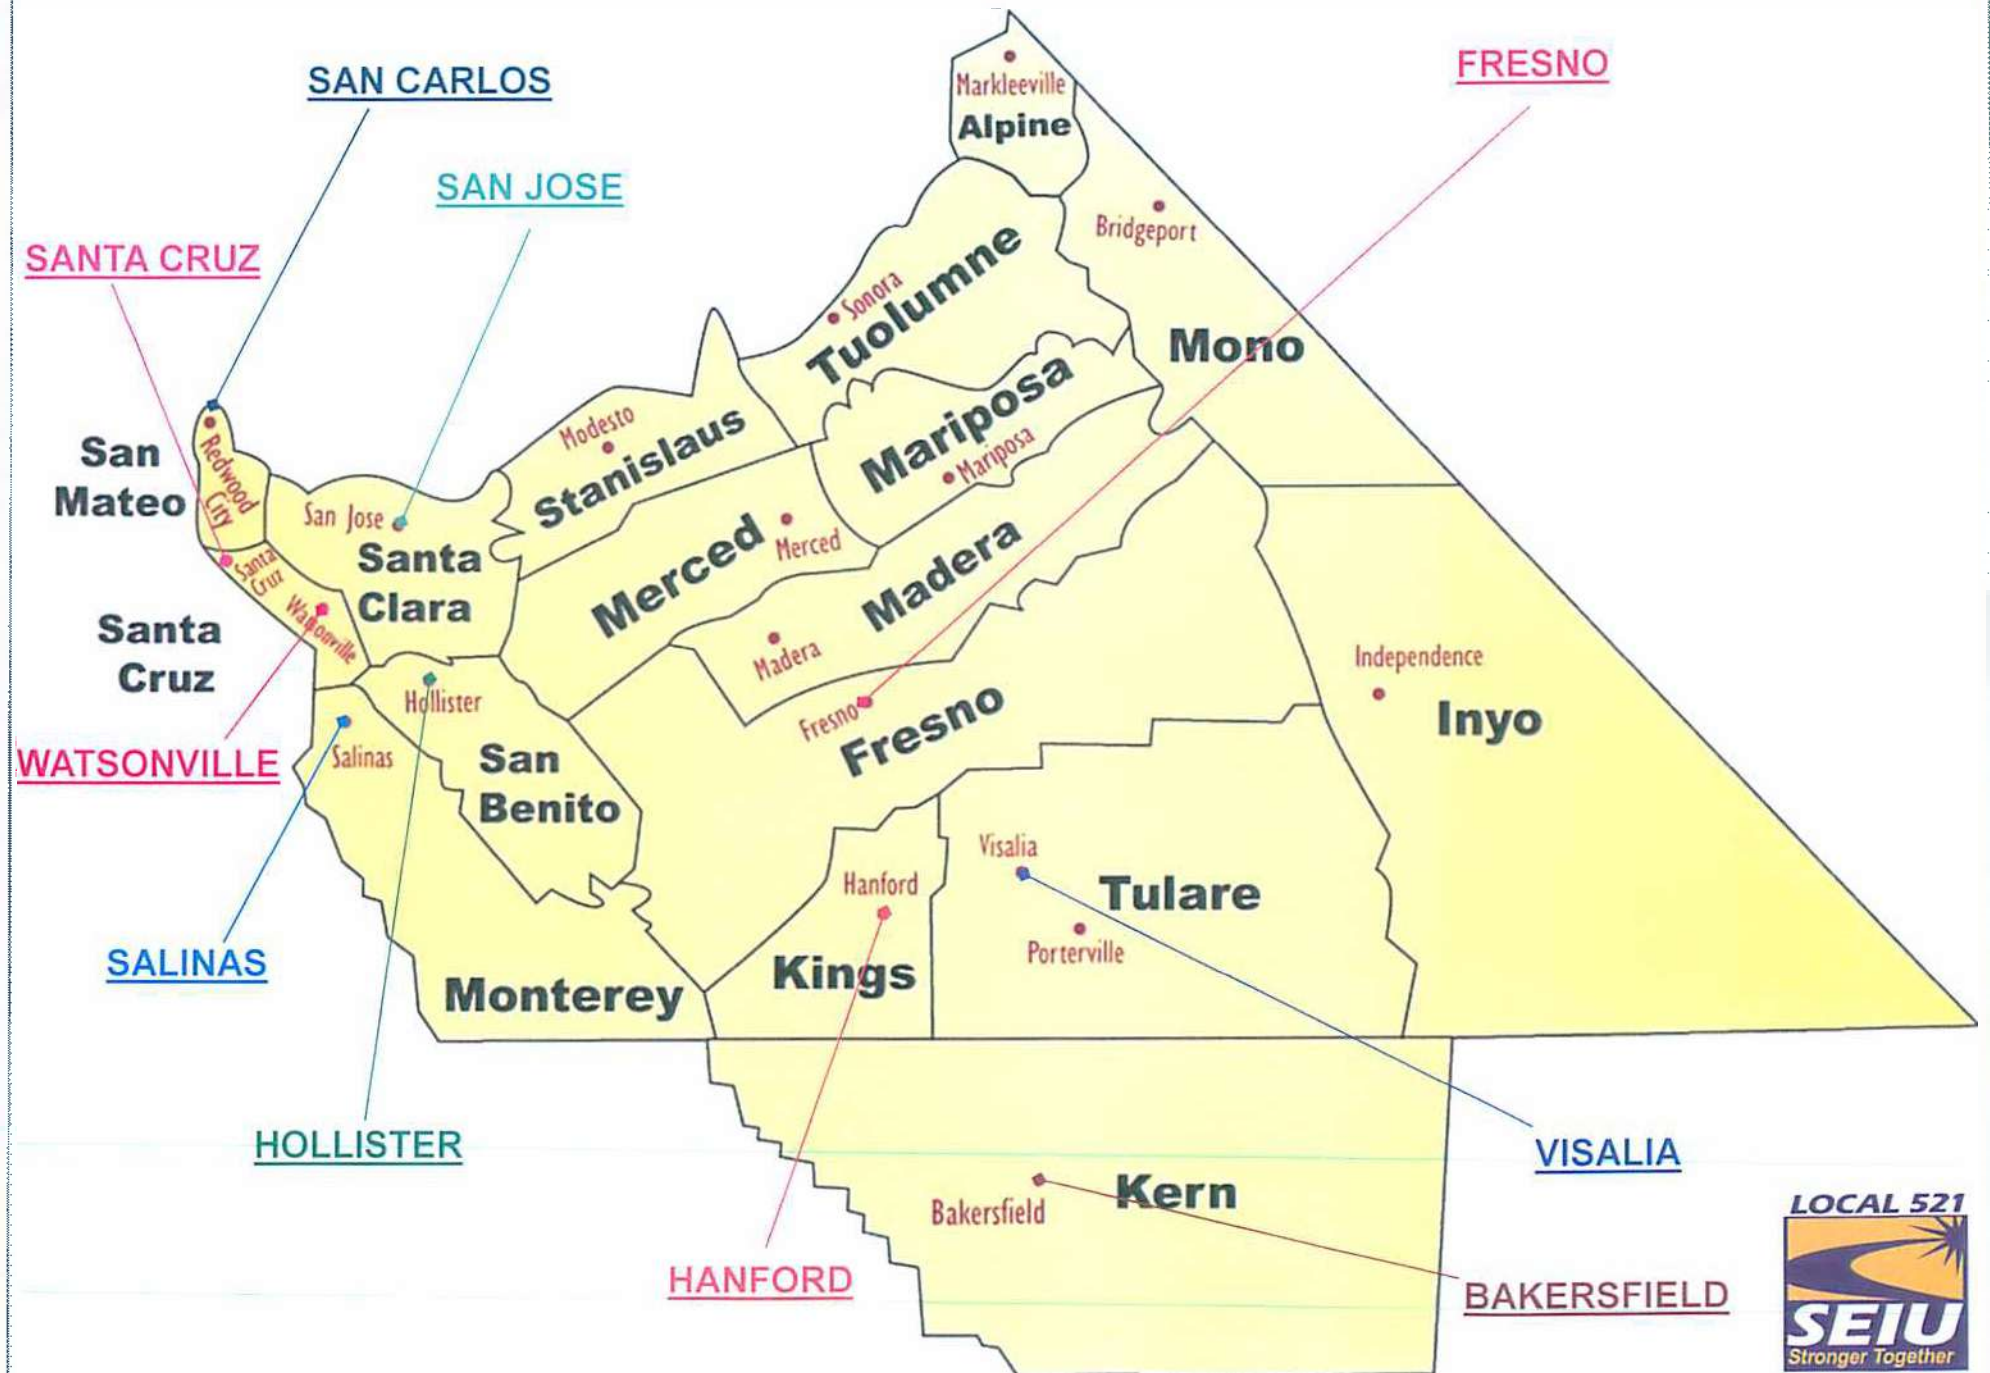 SAN CARLOS
FRESNO
SAN JOSE
SANTA CRUZ
Markleeville
Alpine
Bridgeport
Sonora
Tuolumne
Mono
Mariposa
Mariposa
Modesto
Stanislaus
San
Mateo
Redwood
City
San Jose
Santa
Clara
Merced
Merced
Madera
Madera
Santa
Cruz
Watsonville
Santa
Cruz
Independence
Inyo
Hollister
Fresno
Fresno
WATSONVILLE
Salinas
San
Benito
Visalia
Hanford
Tulare
Porterville
SALINAS
Kings
Monterey
HOLLISTER
VISALIA
Kern
Bakersfield
HANFORD
BAKERSFIELD
LOCAL 521
SEIU
Stronger Together